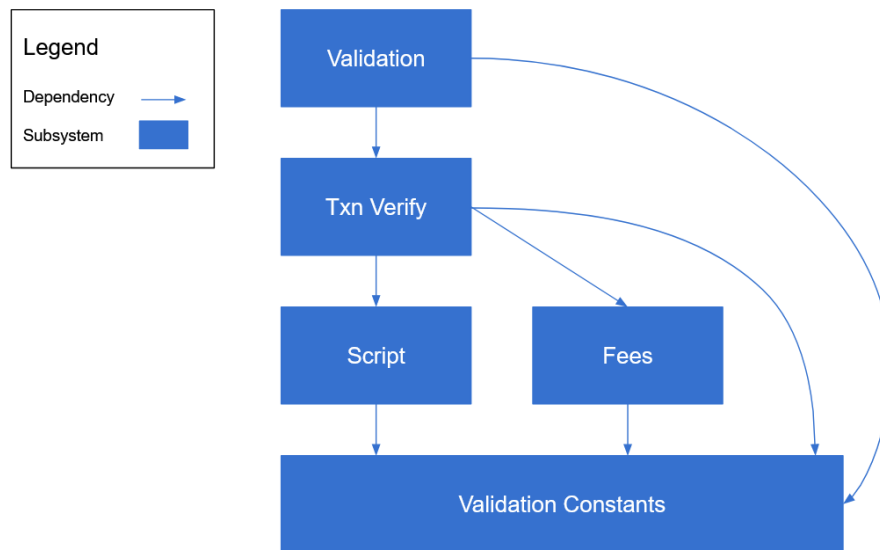 Legend
Dependency
Subsystem
Validation
Txn Verify
Script
Fees
Validation Constants